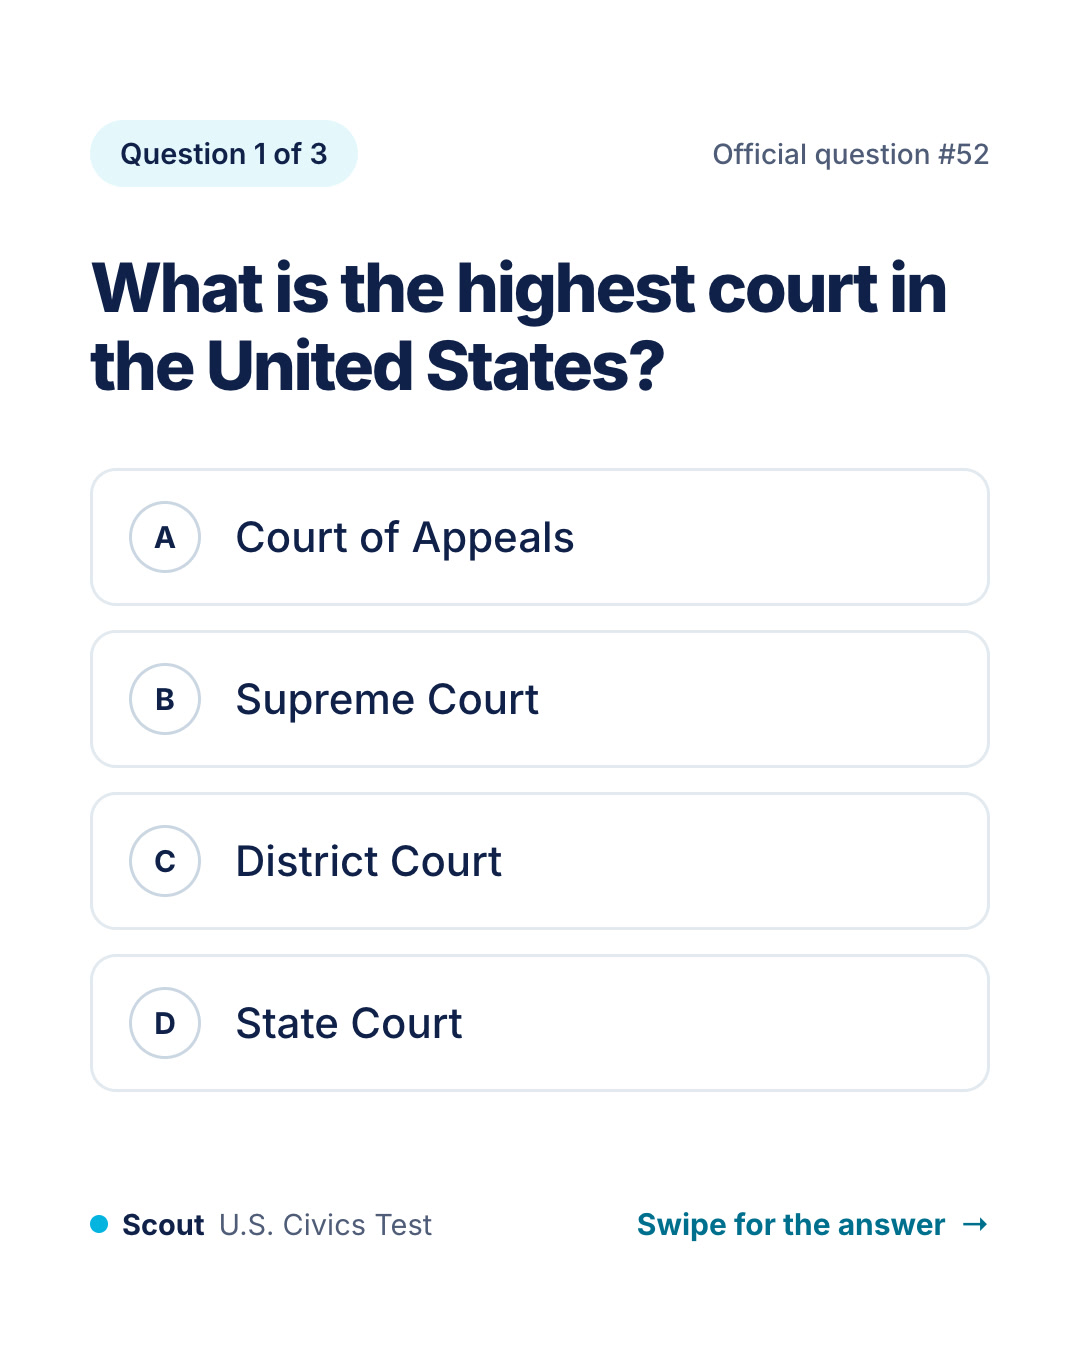 Question 1 of 3
Official question #52
What is the highest court in
the United States?
A Court of Appeals
B Supreme Court
C District Court
D State Court
Scout U.S. Civics Test
Swipe for the answer →